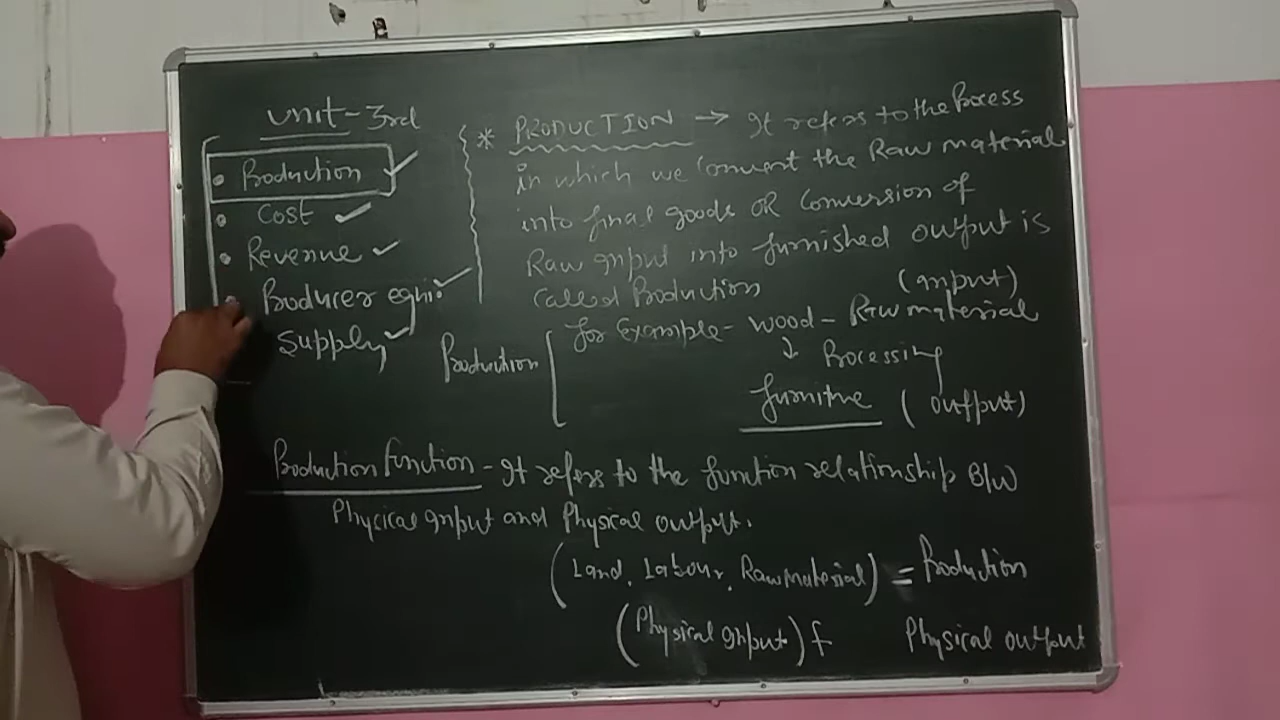 Unit-3rd
• Production ✓
• Cost ✓
• Revenue ✓
• Producer equi. ✓
Supply ✓
* PRODUCTION → It refers to the Process
in which we convert the Raw material
into final goods OR Conversion of
Raw Input into furnished output is
Called Production
(Input)
for Example - wood - Raw material
↓ Processing
Production
furniture (output)
Production function - It refers to the function relationship B/W
Physical Input and Physical output.
(Land, Labour, Raw Material) = Production
(Physical Input) f Physical output